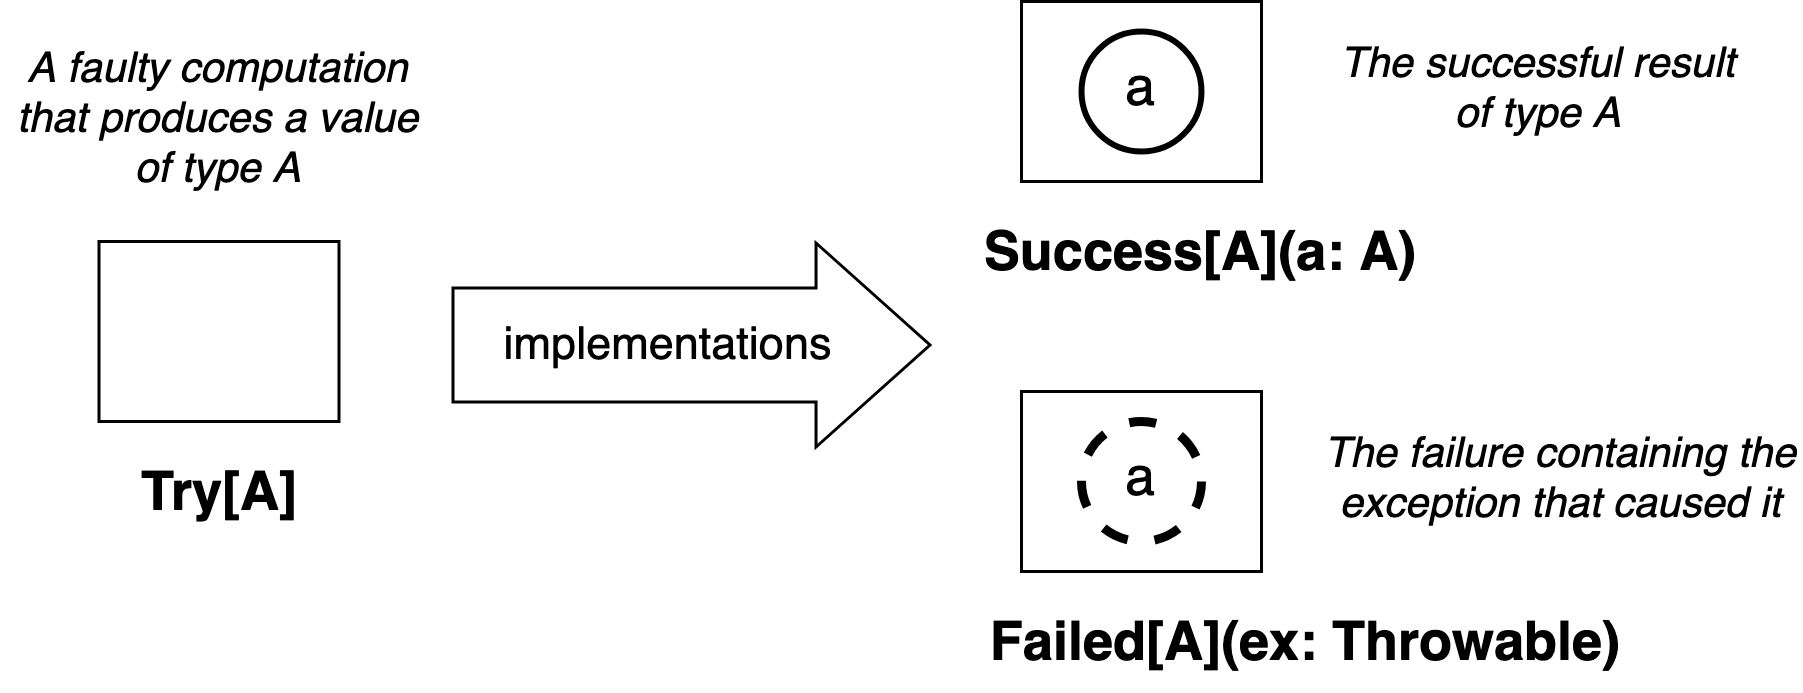 A faulty computation
that produces a value
of type A
Try[A]
implementations
a
The successful result
of type A
Success[A](a: A)
a
The failure containing the
exception that caused it
Failed[A](ex: Throwable)